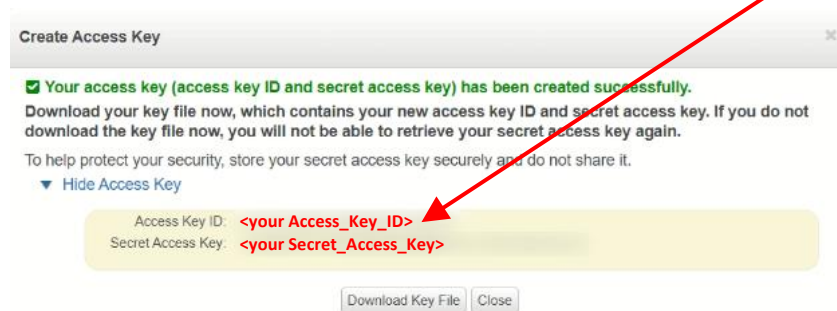 Create Access Key
Your access key (access key ID and secret access key) has been created successfully.
Download your key file now, which contains your new access key ID and secret access key. If you do not
download the key file now, you will not be able to retrieve your secret access key again.
To help protect your security, store your secret access key securely and do not share it.
Hide Access Key
Access Key ID: <your Access_Key_ID>
Secret Access Key: <your Secret_Access_Key>
Download Key File Close